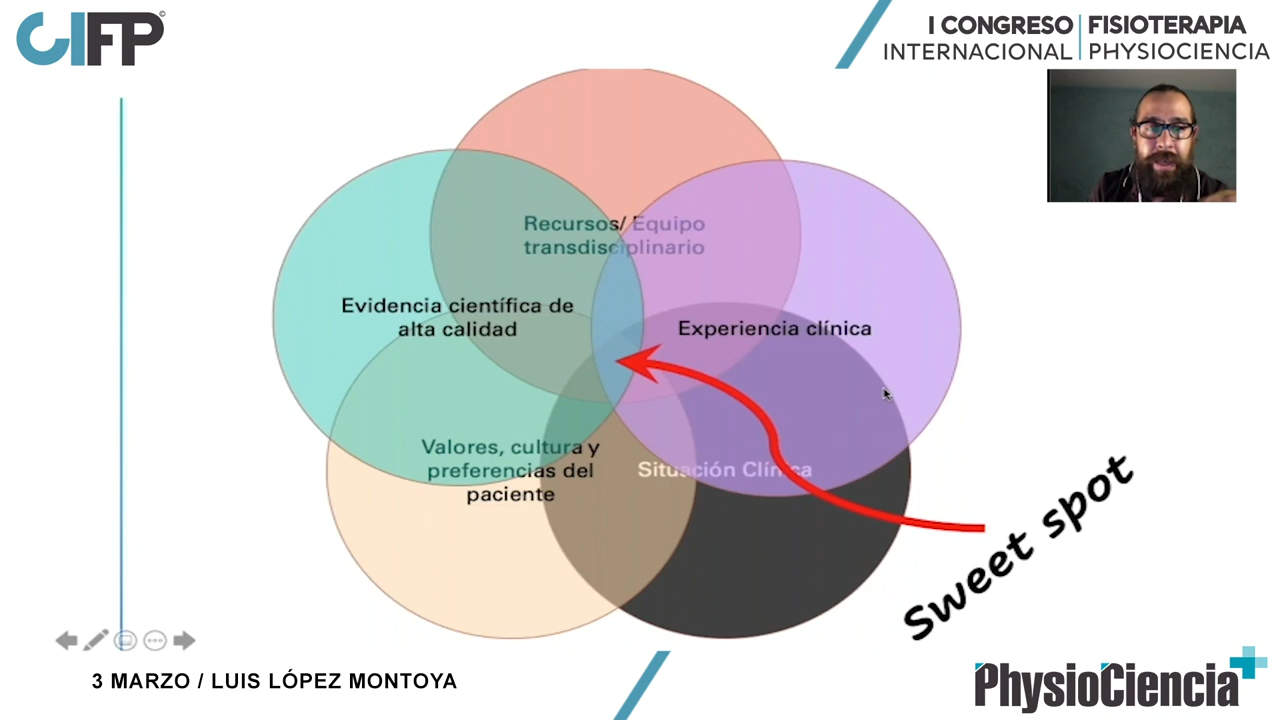 CIFP
I CONGRESO FISIOTERAPIA
INTERNACIONAL PHYSIOCIENCIA
Recursos/ Equipo
transdisciplinario
Evidencia científica de
alta calidad
Experiencia clínica
Valores, cultura y
preferencias del
paciente
Situación Clínica
Sweet spot
3 MARZO / LUIS LÓPEZ MONTOYA
PhysioCiencia